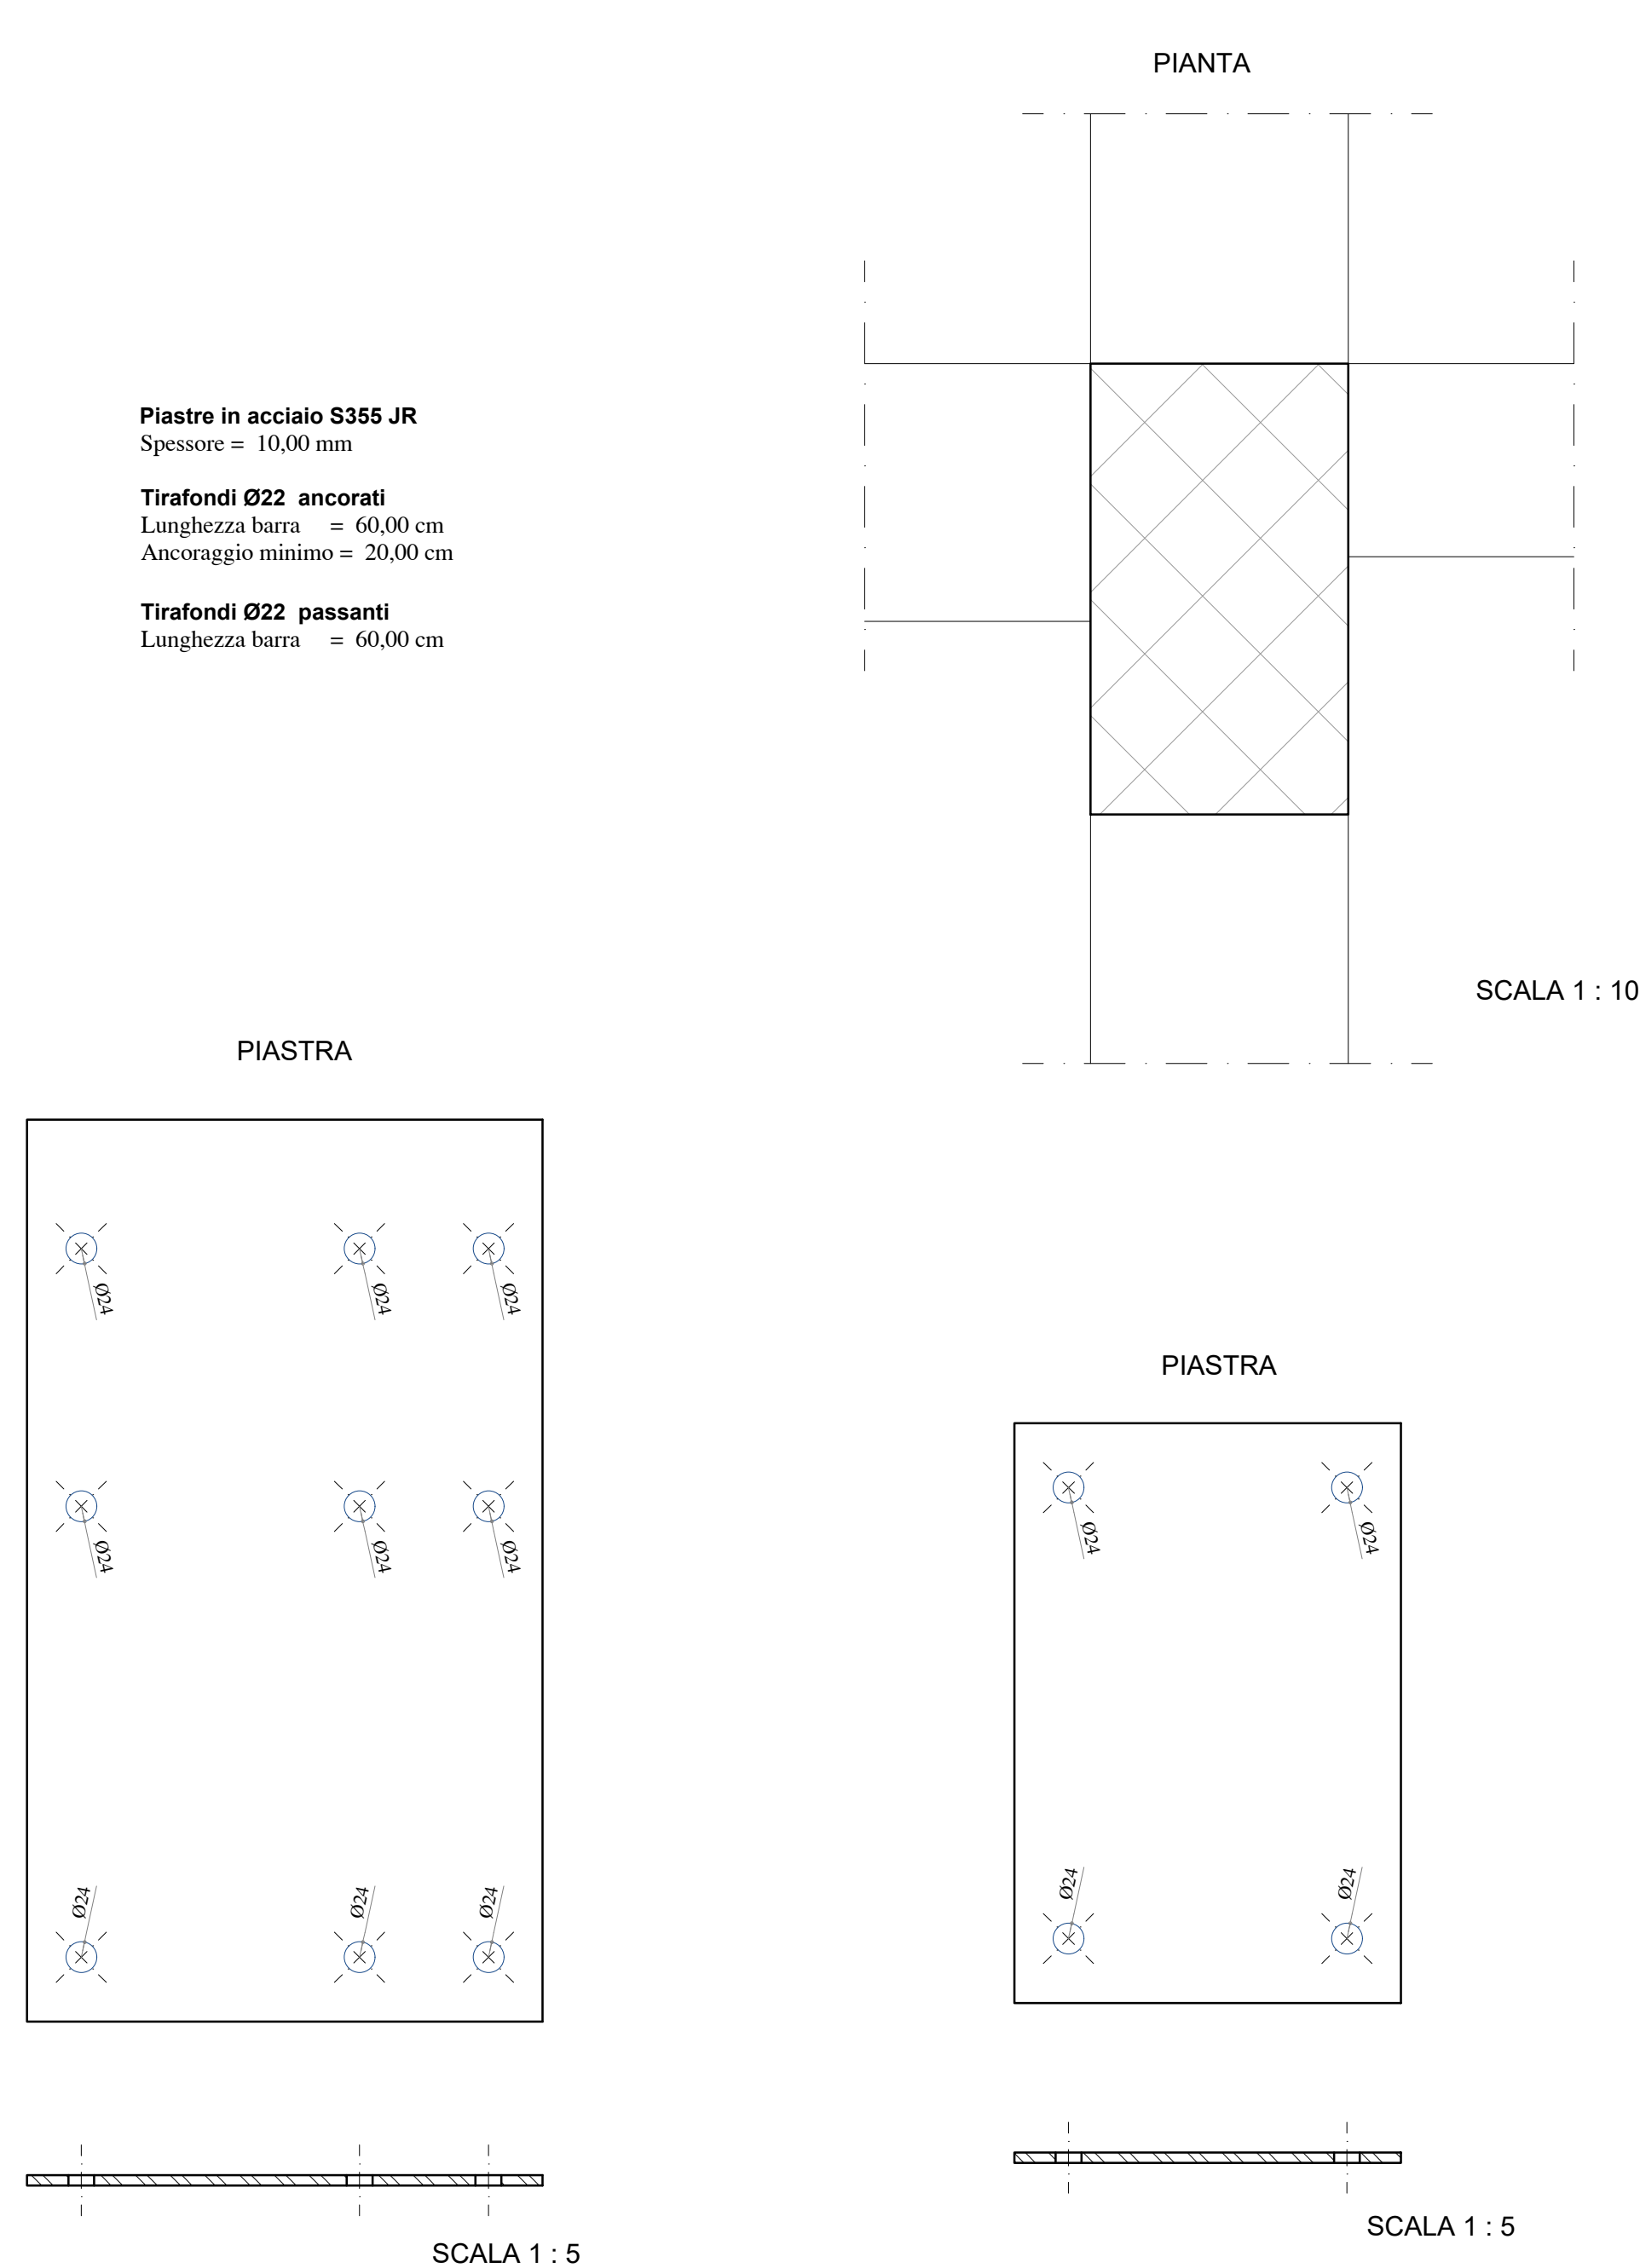 PIANTA
Piastre in acciaio S355 JR
Spessore = 10,00 mm
Tirafondi Ø22 ancorati
Lunghezza barra = 60,00 cm
Ancoraggio minimo = 20,00 cm
Tirafondi Ø22 passanti
Lunghezza barra = 60,00 cm
SCALA 1 : 10
PIASTRA
Ø24
Ø24
Ø24
Ø24
Ø24
Ø24
Ø24
Ø24
Ø24
SCALA 1 : 5
PIASTRA
Ø24
Ø24
Ø24
Ø24
SCALA 1 : 5